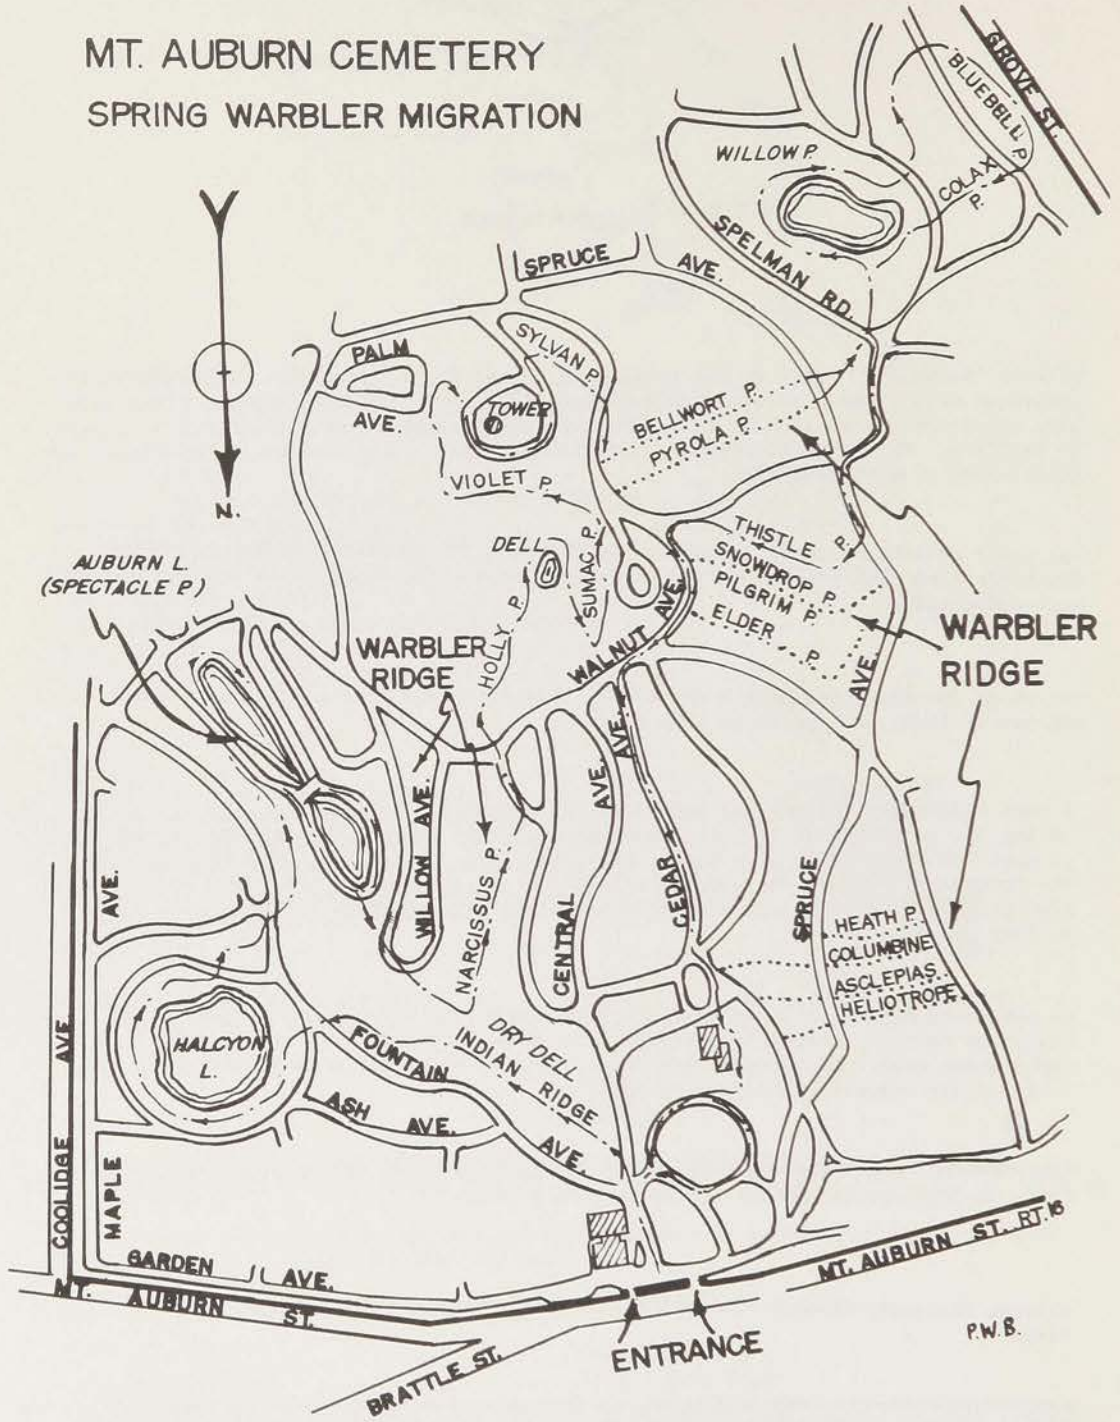 MT. AUBURN CEMETERY
SPRING WARBLER MIGRATION
GROVE ST.
BLUEBELL P.
WILLOW P.
COLAX P.
SPELMAN RD.
SPRUCE AVE.
N.
PALM AVE.
SYLVAN P.
TOWER
BELLWORT P.
PYROLA P.
VIOLET P.
DELL
SUMAC P.
THISTLE P.
SNOWDROP P.
PILGRIM P.
ELDER P.
AUBURN L.
(SPECTACLE P.)
WARBLER
RIDGE
HOLLY P.
WALNUT AVE.
WARBLER
RIDGE
AVE.
WILLOW AVE.
NARCISSUS P.
CENTRAL AVE.
CEDAR AVE.
SPRUCE
HEATH P.
COLUMBINE
ASCLEPIAS
HELIOTROPE
HALCYON
L.
DRY DELL
INDIAN RIDGE
FOUNTAIN AVE.
ASH AVE.
MAPLE AVE.
COOLIDGE AVE.
GARDEN AVE.
MT. AUBURN ST.
MT. AUBURN ST. RT. 16
BRATTLE ST.
ENTRANCE
P.W.B.